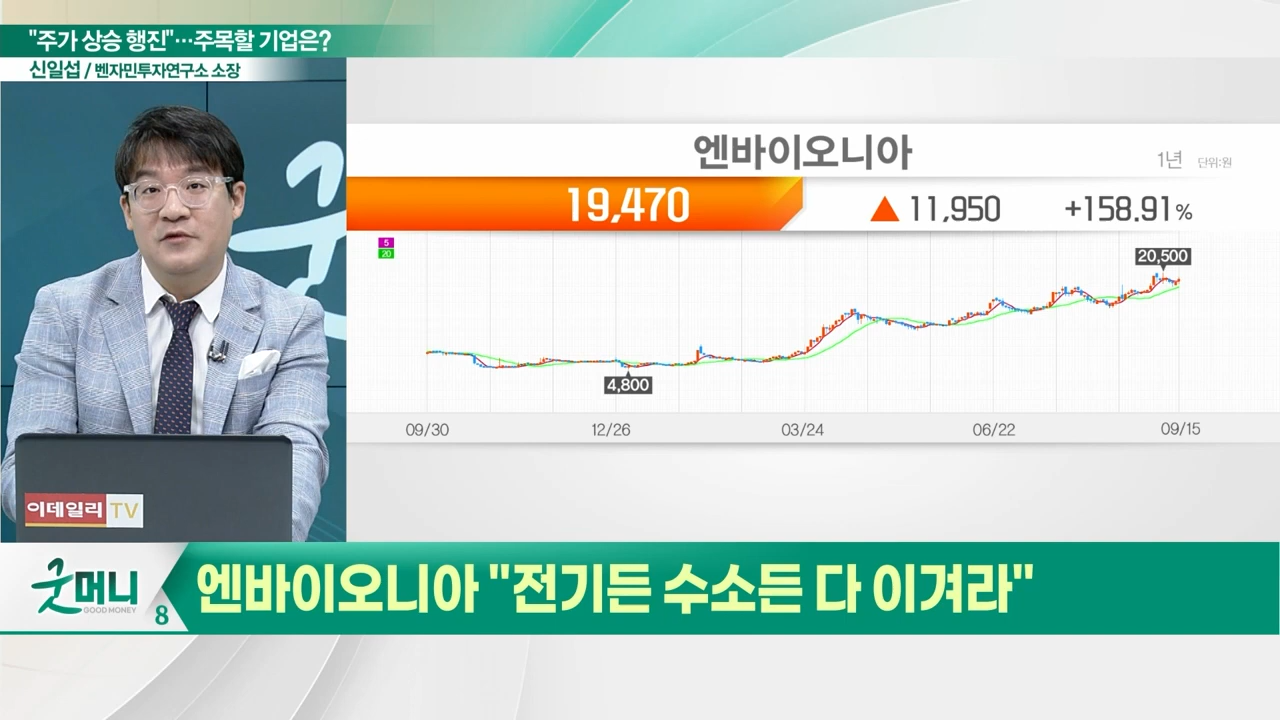 "주가 상승 행진"…주목할 기업은?
신일섭 / 벤자민투자연구소 소장
엔바이오니아
1년 단위:원
19,470 ▲ 11,950 +158.91%
5
20
20,500
4,800
09/30 12/26 03/24 06/22 09/15
이데일리 TV
굿머니
GOOD MONEY
8
엔바이오니아 "전기든 수소든 다 이겨라"